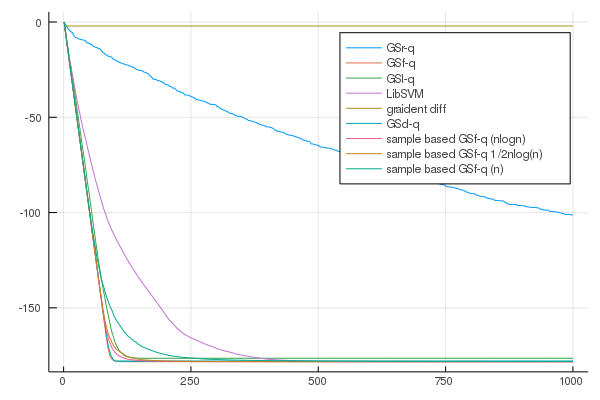 0
GSr-q
GSf-q
GSl-q
LibSVM
graident diff
GSd-q
sample based GSf-q (nlogn)
sample based GSf-q 1/2nlog(n)
sample based GSf-q (n)
-50
-100
-150
0
250
500
750
1000